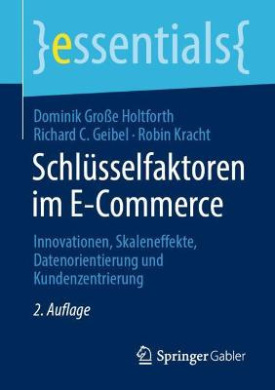 }essentials{
Dominik Große Holtforth
Richard C. Geibel · Robin Kracht
Schlüsselfaktoren
im E-Commerce
Innovationen, Skaleneffekte,
Datenorientierung und
Kundenzentrierung
2. Auflage
Springer Gabler